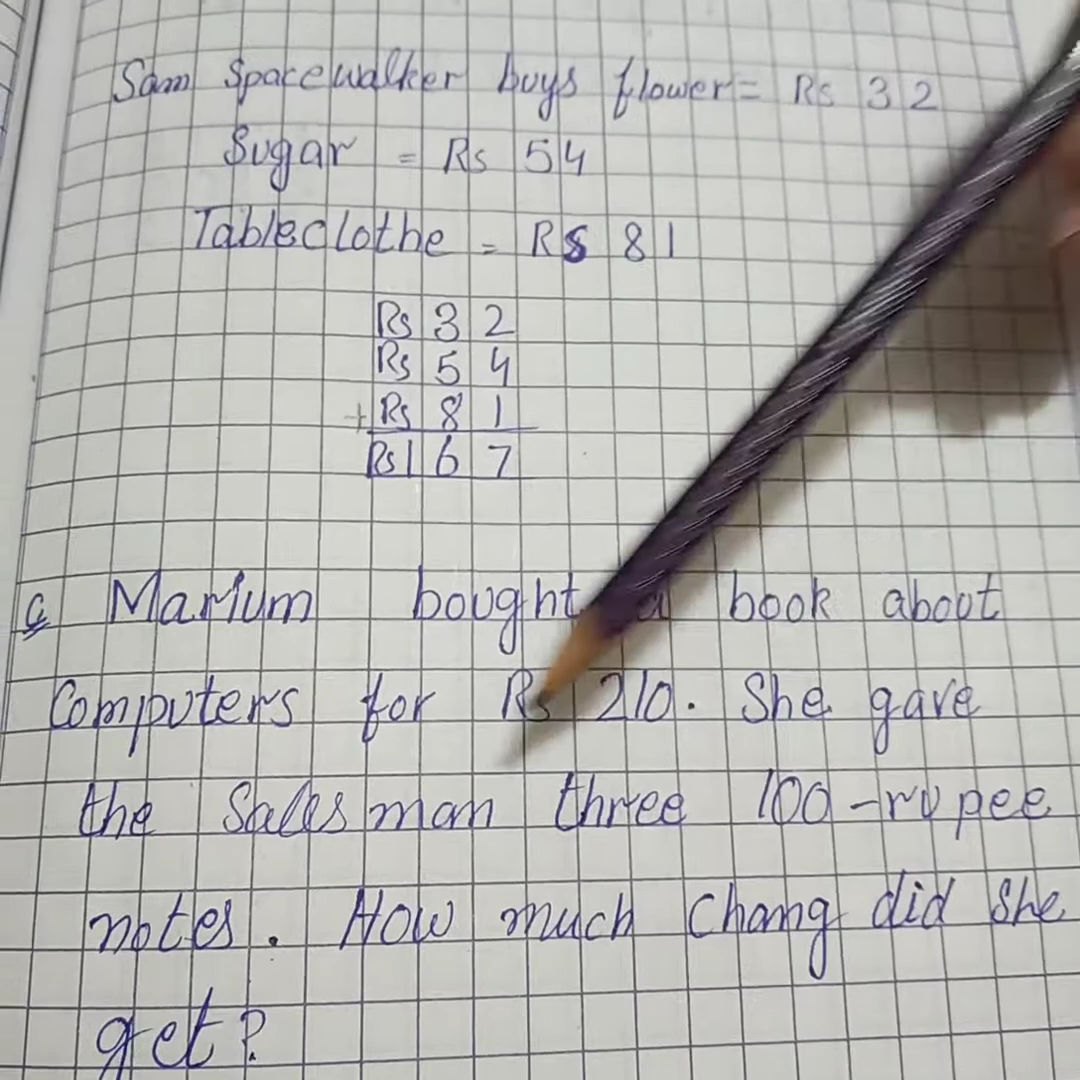 Sam Spacewalker buys flower = Rs 32
Sugar = Rs 54
Tableclothe = Rs 81
Rs 3 2
Rs 5 4
+ Rs 8 1
Rs 1 6 7
Marium bought a book about
Computers for Rs 210. She gave
the Salesman three 100-rupee
notes. How much Chang did She
get?